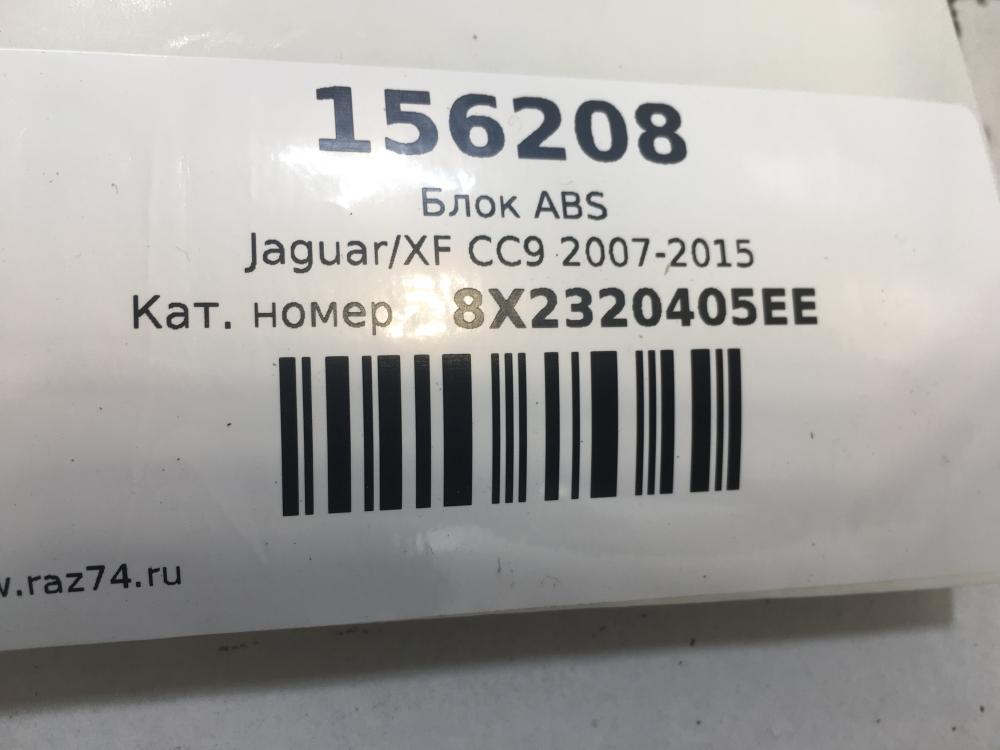 156208
Блок ABS
Jaguar/XF CC9 2007-2015
Кат. номер 8X2320405EE
w.raz74.ru